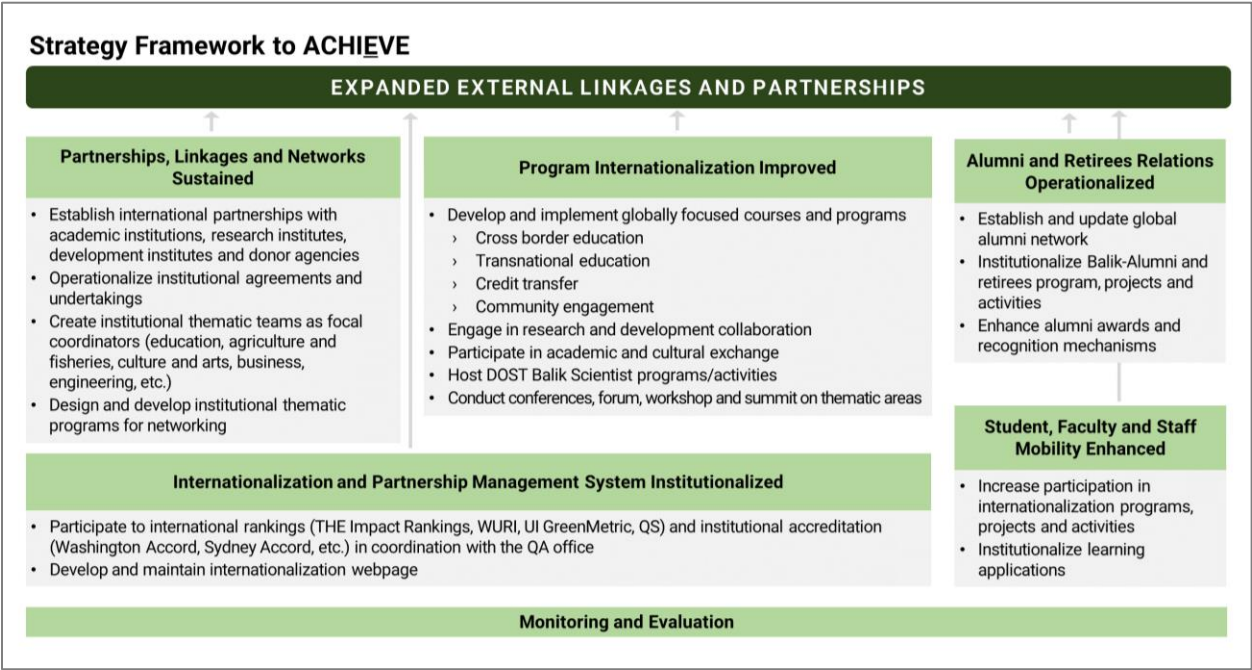 Strategy Framework to ACHIEVE
EXPANDED EXTERNAL LINKAGES AND PARTNERSHIPS
Partnerships, Linkages and Networks
Sustained
• Establish international partnerships with
academic institutions, research institutes,
development institutes and donor agencies
• Operationalize institutional agreements and
undertakings
• Create institutional thematic teams as focal
coordinators (education, agriculture and
fisheries, culture and arts, business,
engineering, etc.)
• Design and develop institutional thematic
programs for networking
Program Internationalization Improved
• Develop and implement globally focused courses and programs
› Cross border education
› Transnational education
› Credit transfer
› Community engagement
• Engage in research and development collaboration
• Participate in academic and cultural exchange
• Host DOST Balik Scientist programs/activities
• Conduct conferences, forum, workshop and summit on thematic areas
Alumni and Retirees Relations
Operationalized
• Establish and update global
alumni network
• Institutionalize Balik-Alumni and
retirees program, projects and
activities
• Enhance alumni awards and
recognition mechanisms
Internationalization and Partnership Management System Institutionalized
• Participate to international rankings (THE Impact Rankings, WURI, UI GreenMetric, QS) and institutional accreditation
(Washington Accord, Sydney Accord, etc.) in coordination with the QA office
• Develop and maintain internationalization webpage
Student, Faculty and Staff
Mobility Enhanced
• Increase participation in
internationalization programs,
projects and activities
• Institutionalize learning
applications
Monitoring and Evaluation